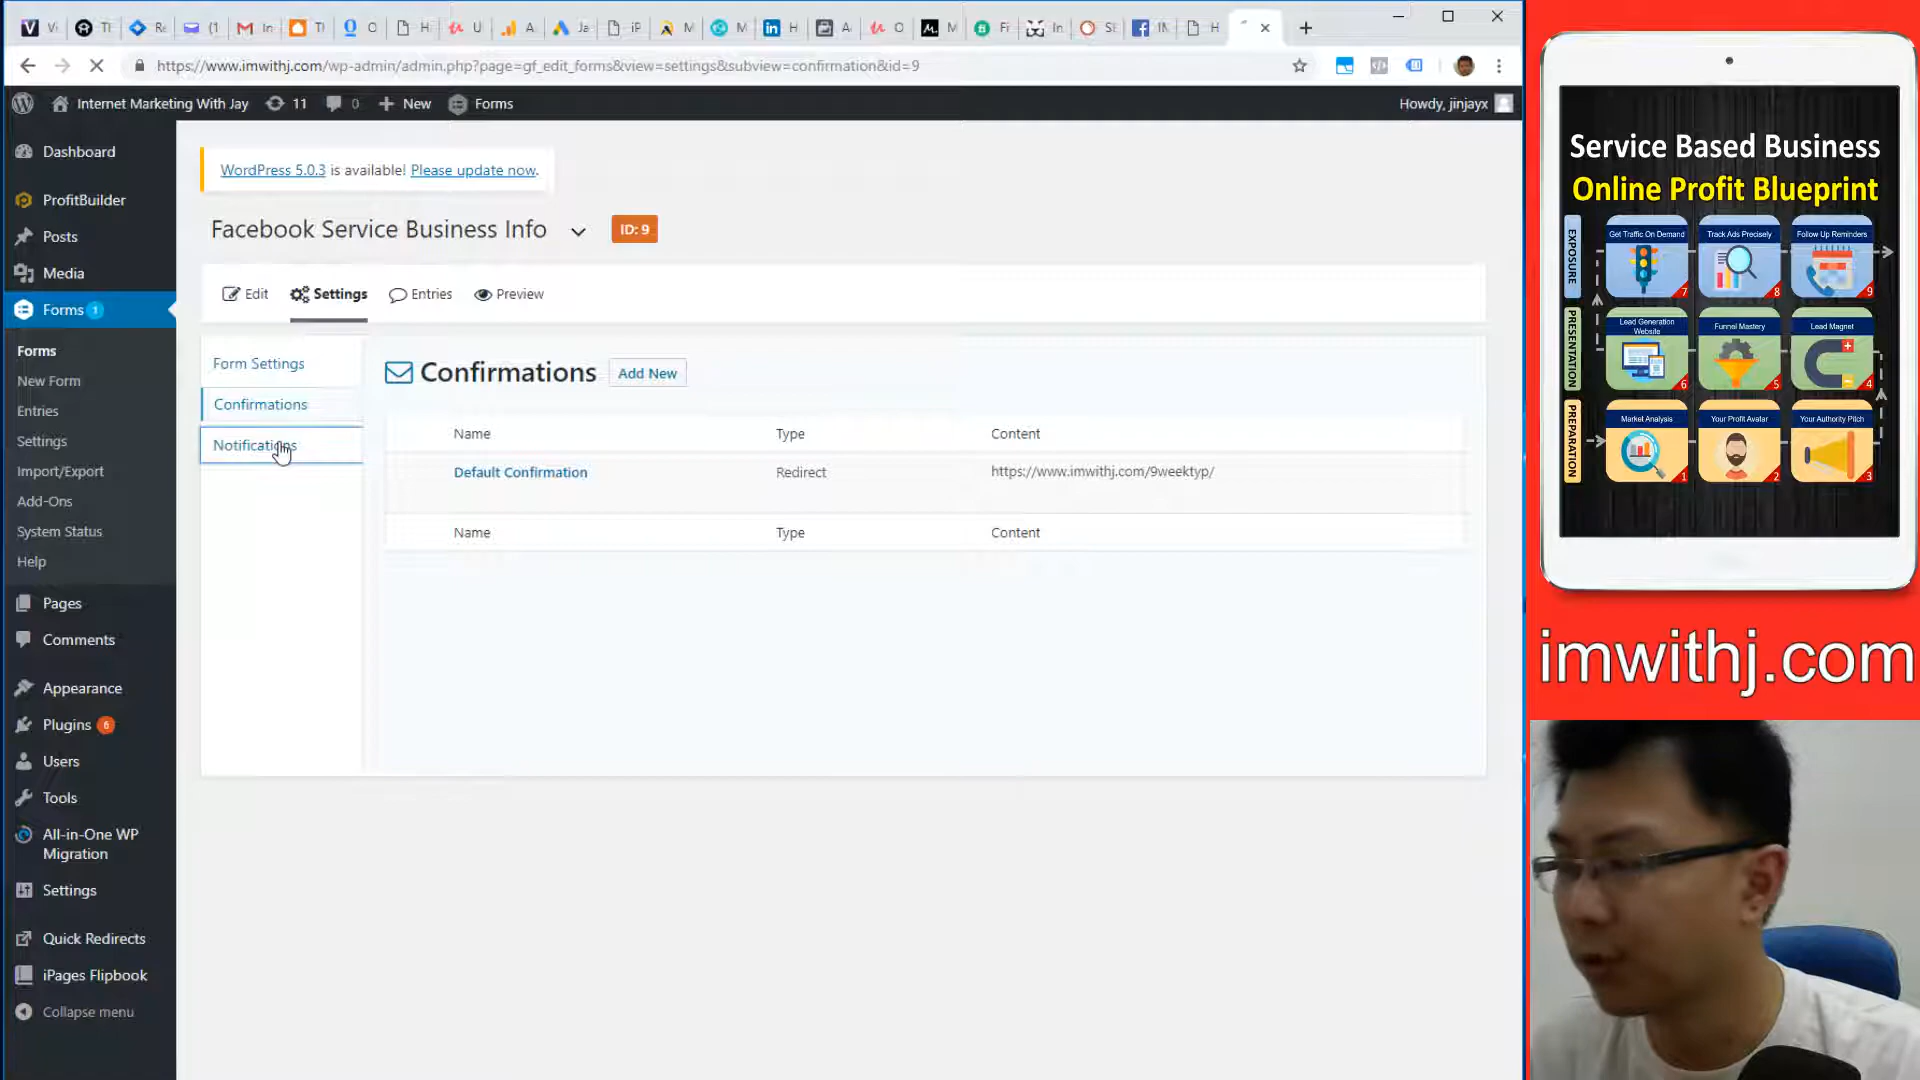 https://www.imwithj.com/wp-admin/admin.php?page=gf_edit_forms&view=settings&subview=confirmation&id=9
Internet Marketing With Jay
11
0
New
Forms
Howdy, jinjayx
Dashboard
ProfitBuilder
Posts
Media
Forms 1
Forms
New Form
Entries
Settings
Import/Export
Add-Ons
System Status
Help
Pages
Comments
Appearance
Plugins 6
Users
Tools
All-in-One WP
Migration
Settings
Quick Redirects
iPages Flipbook
Collapse menu
WordPress 5.0.3 is available! Please update now.
Facebook Service Business Info
ID: 9
Edit
Settings
Entries
Preview
Form Settings
Confirmations
Notifications
Confirmations
Add New
Name Type Content
Default Confirmation Redirect https://www.imwithj.com/9weektyp/
Name Type Content
Service Based Business
Online Profit Blueprint
EXPOSURE
Get Traffic On Demand
7
Track Ads Precisely
8
Follow Up Reminders
9
PRESENTATION
Lead Generation
Website
6
Funnel Mastery
5
Lead Magnet
4
PREPARATION
Market Analysis
1
Your Profit Avatar
2
Your Authority Pitch
3
imwithj.com